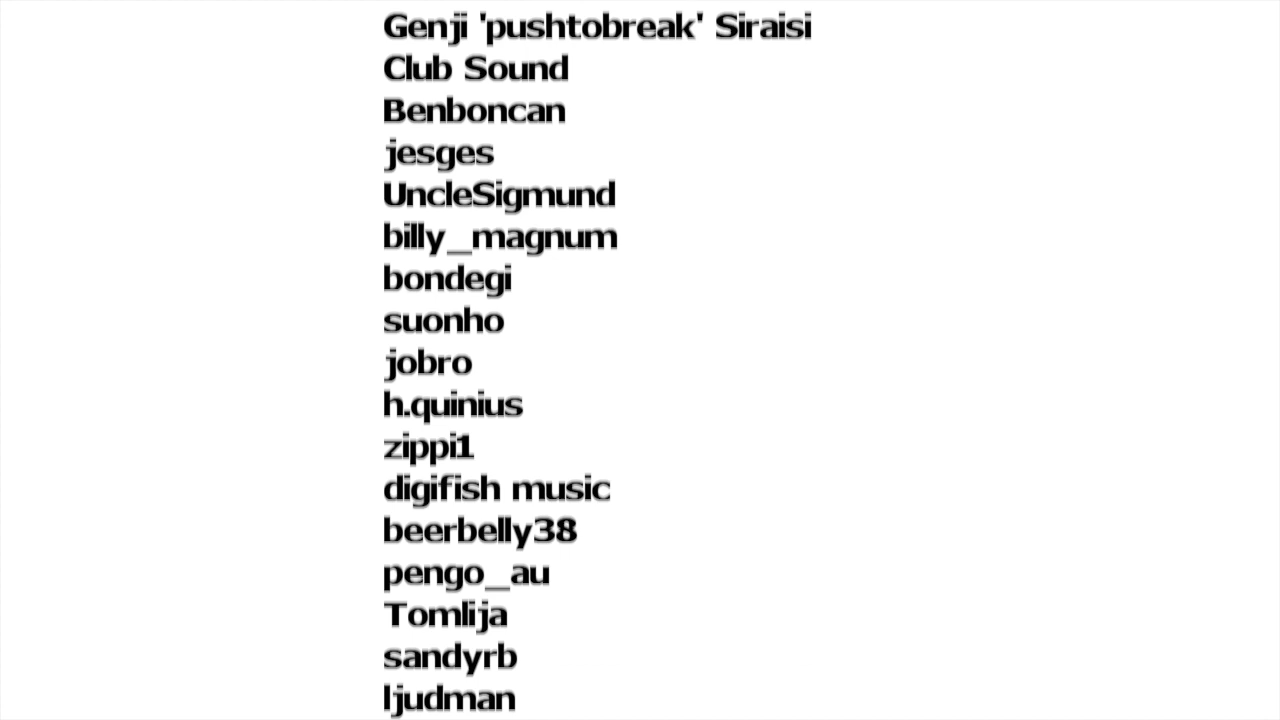 Genji 'pushtobreak' Siraisi
Club Sound
Benboncan
jesges
UncleSigmund
billy_magnum
bondegi
suonho
jobro
h.quinius
zippi1
digifish music
beerbelly38
pengo_au
Tomlija
sandyrb
ljudman